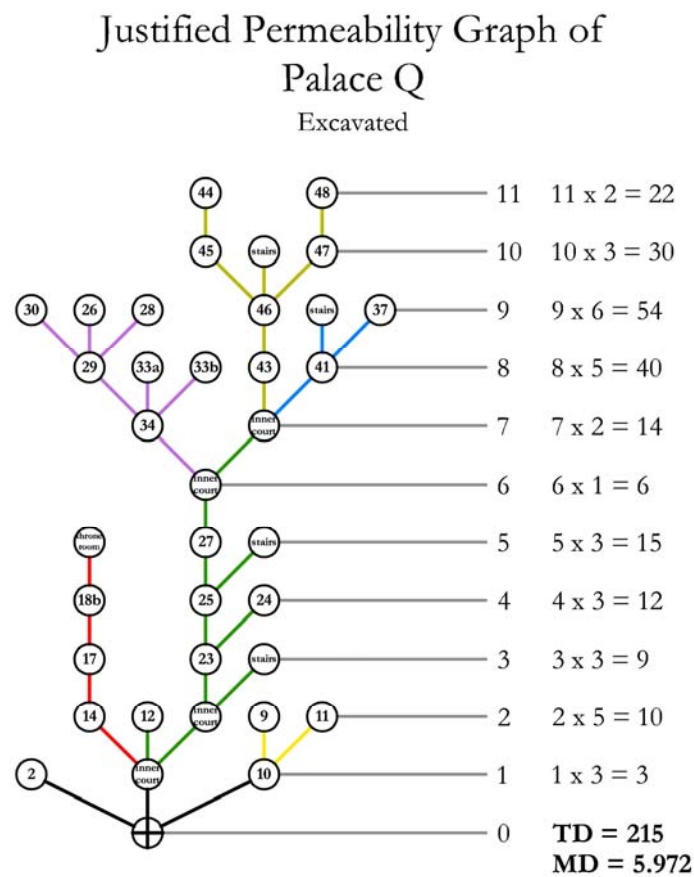 Justified Permeability Graph of
Palace Q
Excavated
44 48 11 11 x 2 = 22
45 stairs 47 10 10 x 3 = 30
30 26 28 46 stairs 37 9 9 x 6 = 54
29 33a 33b 43 41 8 8 x 5 = 40
34 inner court 7 7 x 2 = 14
inner court 6 6 x 1 = 6
throne room 27 stairs 5 5 x 3 = 15
18b 25 24 4 4 x 3 = 12
17 23 stairs 3 3 x 3 = 9
14 12 inner court 9 11 2 2 x 5 = 10
2 inner court 10 1 1 x 3 = 3
0 TD = 215
MD = 5.972